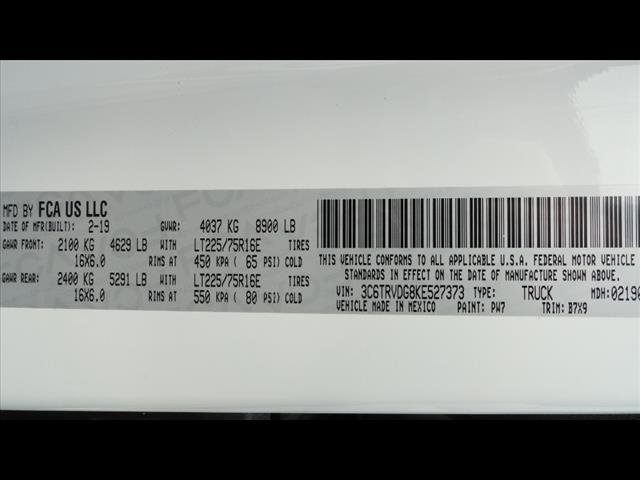 MFD BY FCA US LLC
DATE OF MFR(BUILT): 2-19 GVWR: 4037 KG 8900 LB
GAWR FRONT: 2100 KG 4629 LB WITH LT225/75R16E TIRES
16X6.0 RIMS AT 450 KPA ( 65 PSI) COLD
GAWR REAR: 2400 KG 5291 LB WITH LT225/75R16E TIRES
16X6.0 RIMS AT 550 KPA ( 80 PSI) COLD
THIS VEHICLE CONFORMS TO ALL APPLICABLE U.S.A. FEDERAL MOTOR VEHICLE
STANDARDS IN EFFECT ON THE DATE OF MANUFACTURE SHOWN ABOVE.
VIN: 3C6TRVDG8KE527373 TYPE: TRUCK MDH:02190
VEHICLE MADE IN MEXICO PAINT: PW7 TRIM: B7X9